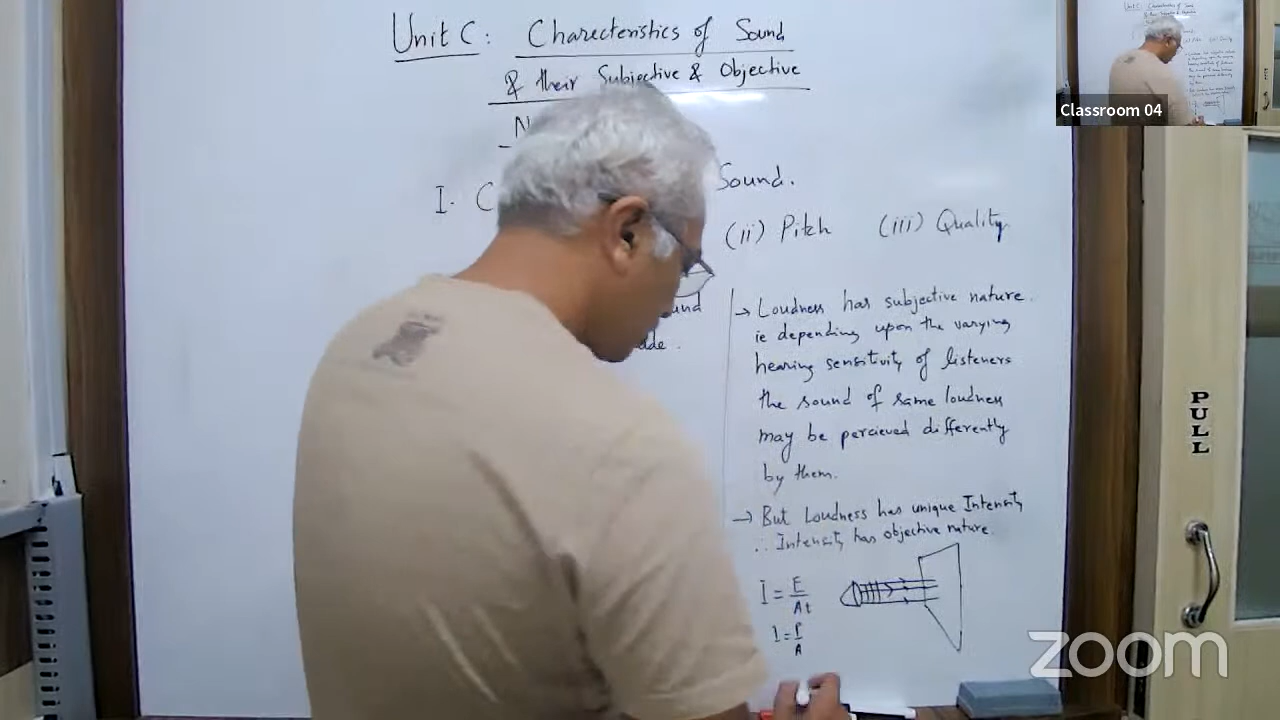 Unit C: Charecteristics of Sound
& their Subjective & Objective
N
I. C Sound.
(ii) Pitch (iii) Quality
→ Loudness has subjective nature.
ie depending upon the varying
hearing sensitivity of listeners
the sound of same loudness
may be percieved differently
by them.
→ But Loudness has unique Intensity
∴ Intensity has objective nature.
I = E/At
I = P/A
Classroom 04
PULL
zoom